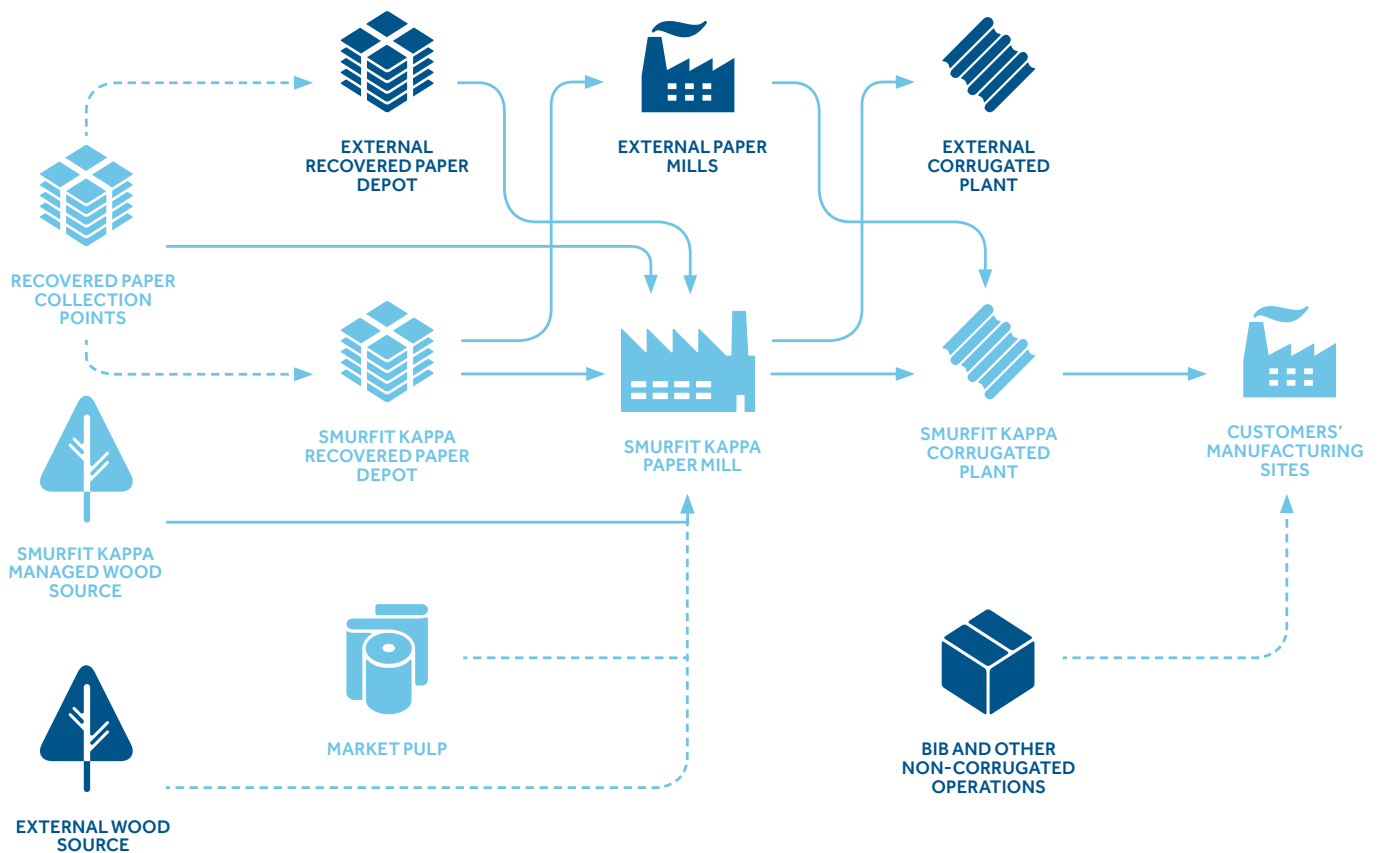 EXTERNAL
RECOVERED PAPER
DEPOT
EXTERNAL PAPER
MILLS
EXTERNAL
CORRUGATED
PLANT
RECOVERED PAPER
COLLECTION
POINTS
SMURFIT KAPPA
RECOVERED PAPER
DEPOT
SMURFIT KAPPA
PAPER MILL
SMURFIT KAPPA
CORRUGATED
PLANT
CUSTOMERS'
MANUFACTURING
SITES
SMURFIT KAPPA
MANAGED WOOD
SOURCE
MARKET PULP
BIB AND OTHER
NON-CORRUGATED
OPERATIONS
EXTERNAL WOOD
SOURCE